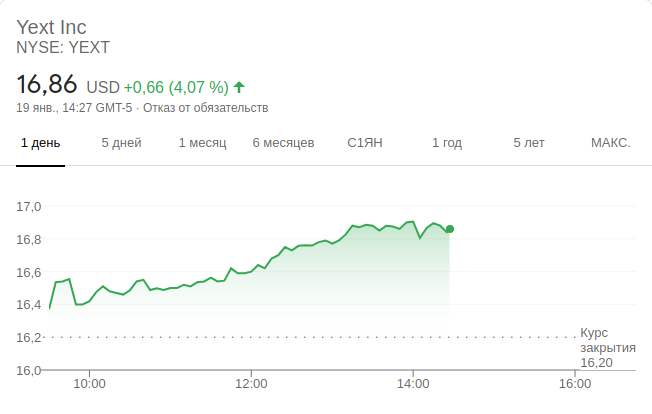 Yext Inc
NYSE: YEXT
16,86 USD +0,66 (4,07 %)
19 янв., 14:27 GMT-5 · Отказ от обязательств
1 день 5 дней 1 месяц 6 месяцев С1ЯН 1 год 5 лет МАКС.
17,0
16,8
16,6
16,4
16,2
Курс
закрытия
16,20
16,0
10:00 12:00 14:00 16:00